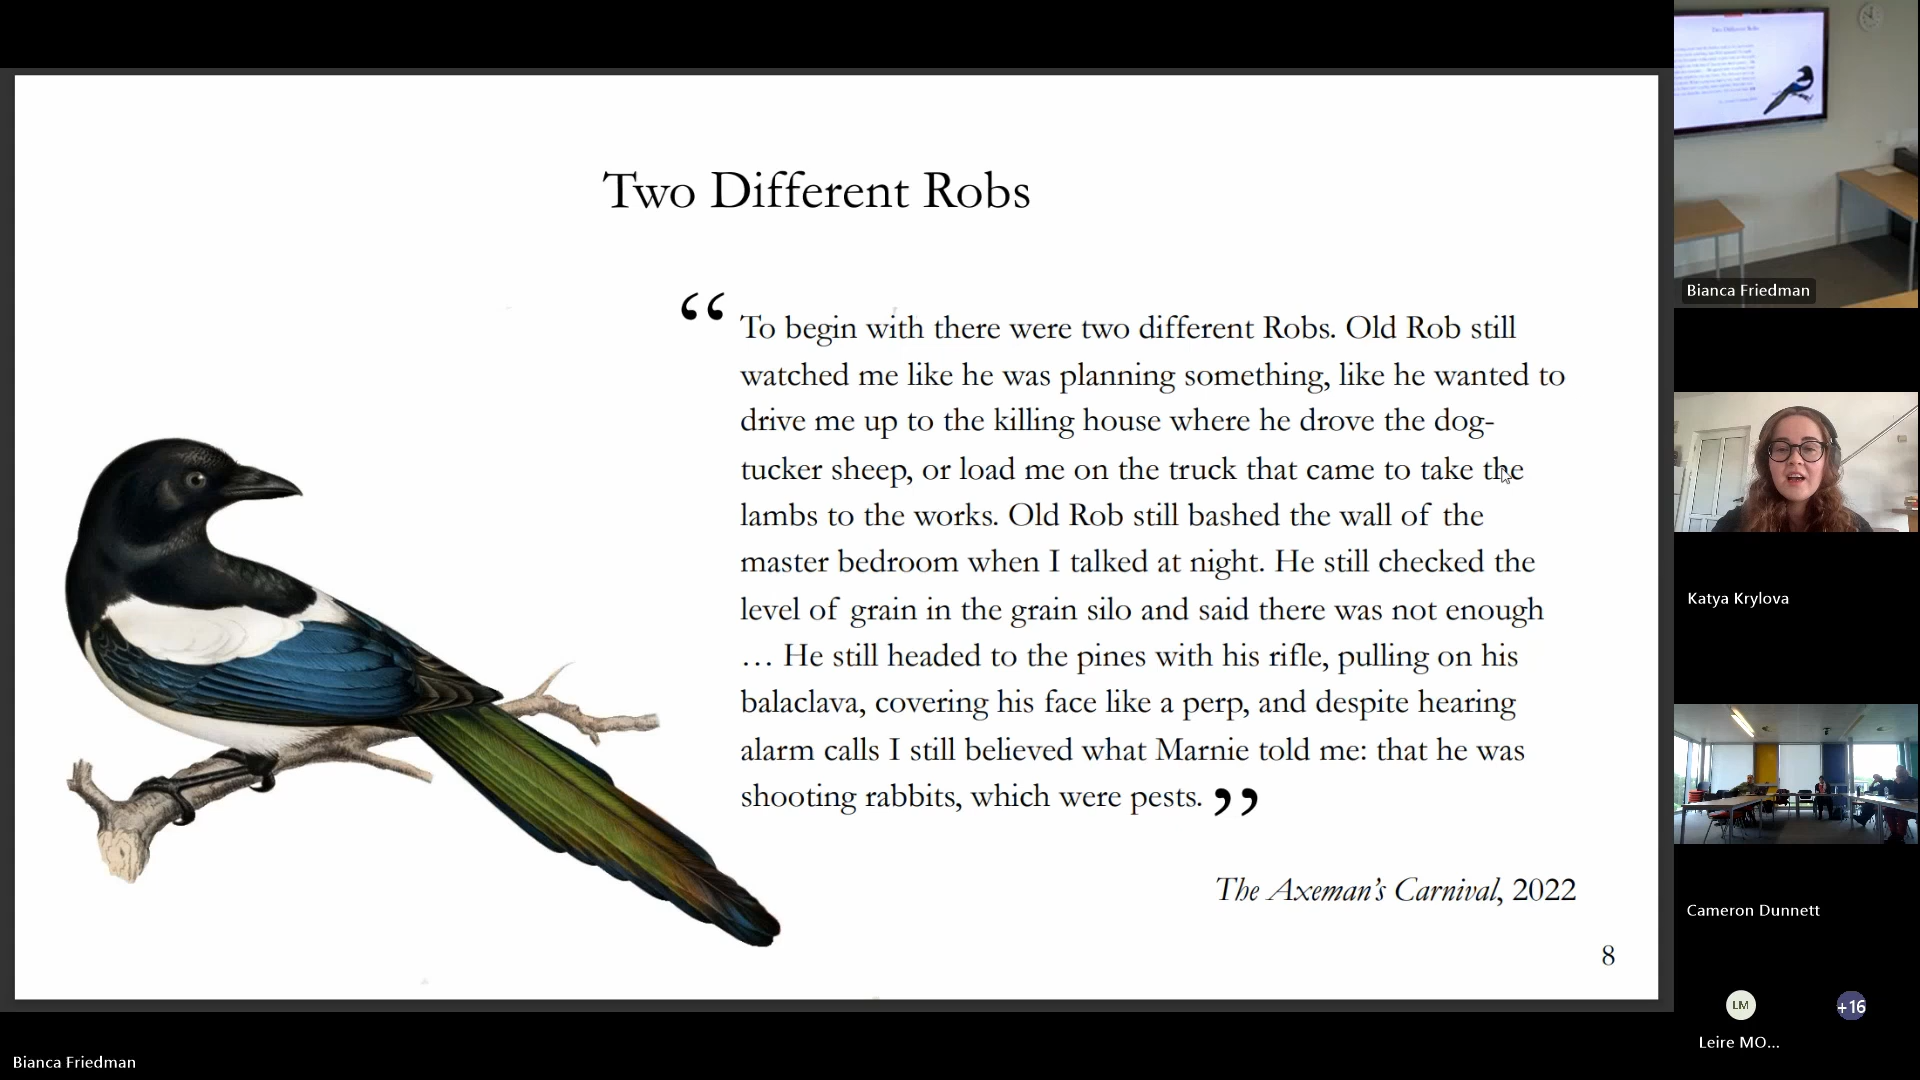 Two Different Robs
“ To begin with there were two different Robs. Old Rob still
watched me like he was planning something, like he wanted to
drive me up to the killing house where he drove the dog-
tucker sheep, or load me on the truck that came to take the
lambs to the works. Old Rob still bashed the wall of the
master bedroom when I talked at night. He still checked the
level of grain in the grain silo and said there was not enough
… He still headed to the pines with his rifle, pulling on his
balaclava, covering his face like a perp, and despite hearing
alarm calls I still believed what Marnie told me: that he was
shooting rabbits, which were pests. ”
The Axeman’s Carnival, 2022
8
Bianca Friedman
Two Different Robs
Bianca Friedman
Katya Krylova
Cameron Dunnett
LM
+16
Leire MO...